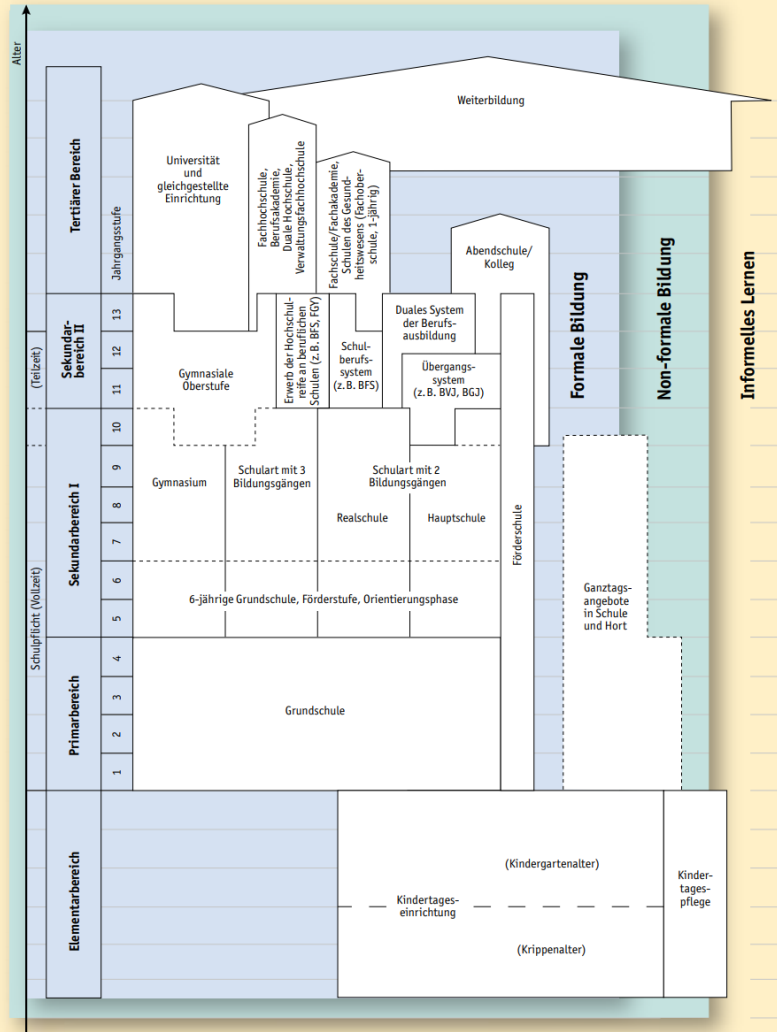 Alter
Tertiärer Bereich
Jahrgangsstufe
Weiterbildung
Universität
und
gleichgestellte
Einrichtung
Fachhochschule,
Berufsakademie,
Duale Hochschule,
Verwaltungsfachhochschule
Fachschule/Fachakademie,
Schulen des Gesund-
heitswesens (Fachober-
schule, 1-jährig)
Abendschule/
Kolleg
Formale Bildung
Non-formale Bildung
Informelles Lernen
(Teilzeit)
Sekundar-
bereich II
13
12
11
Gymnasiale
Oberstufe
Erwerb der Hochschul-
reife an beruflichen
Schulen (z. B. BFS, FGY)
Schul-
berufs-
system
(z. B. BFS)
Duales System
der Berufs-
ausbildung
Übergangs-
system
(z. B. BVJ, BGJ)
Schulpflicht (Vollzeit)
Sekundarbereich I
10
9
8
7
6
5
Gymnasium
Schulart mit 3
Bildungsgängen
Schulart mit 2
Bildungsgängen
Realschule
Hauptschule
Förderschule
6-jährige Grundschule, Förderstufe, Orientierungsphase
Ganztags-
angebote
in Schule
und Hort
Primarbereich
4
3
2
1
Grundschule
Elementarbereich
(Kindergartenalter)
Kindertages-
einrichtung
(Krippenalter)
Kinder-
tages-
pflege